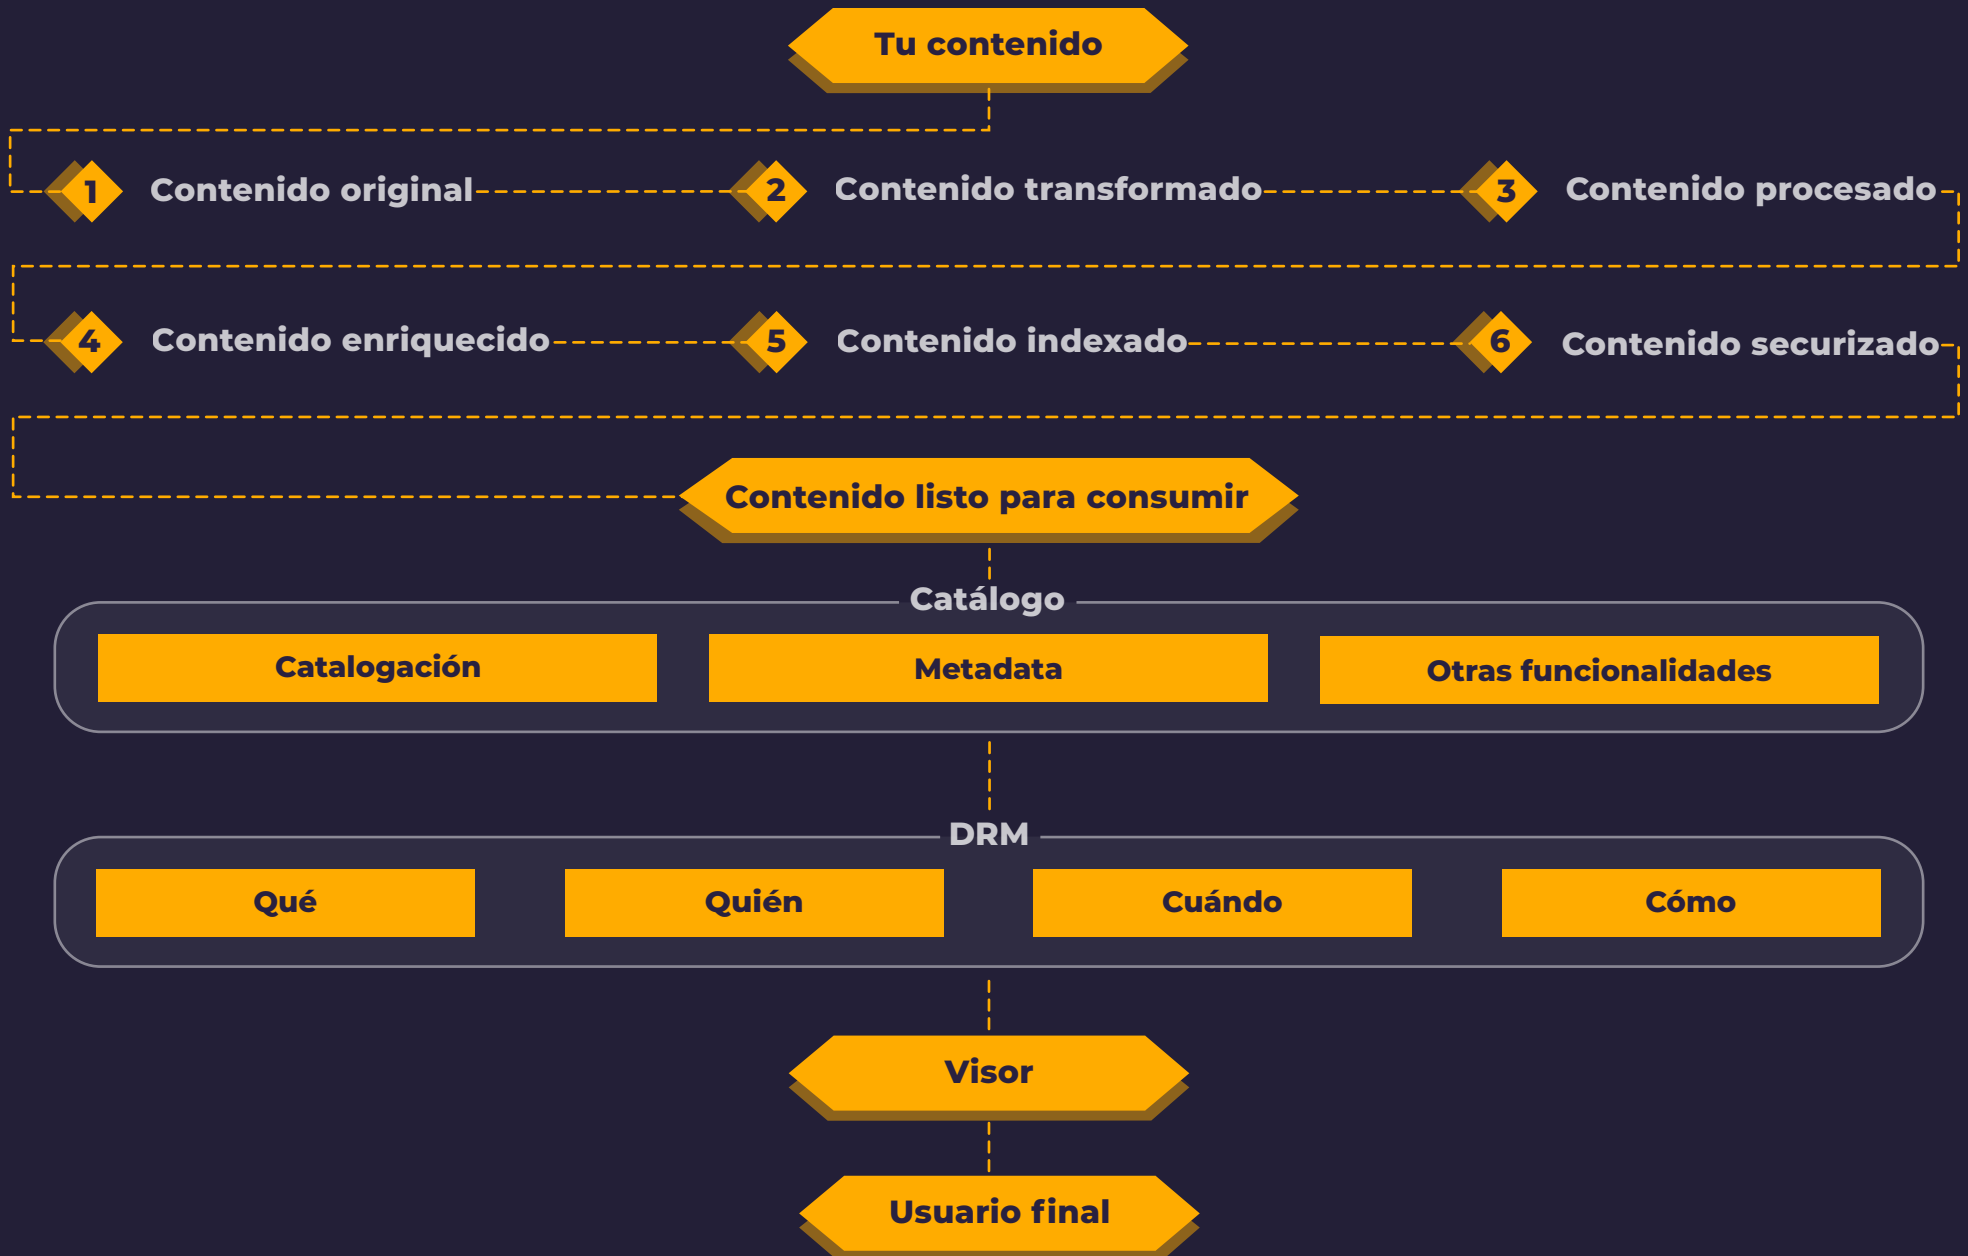 Tu contenido
1 Contenido original
2 Contenido transformado
3 Contenido procesado
4 Contenido enriquecido
5 Contenido indexado
6 Contenido securizado
Contenido listo para consumir
Catálogo
Catalogación
Metadata
Otras funcionalidades
DRM
Qué
Quién
Cuándo
Cómo
Visor
Usuario final